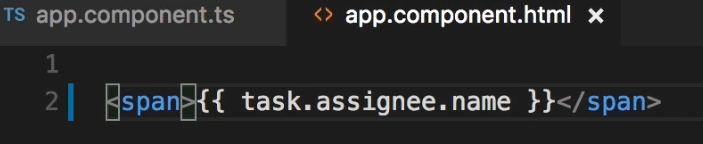 TS app.component.ts <> app.component.html ×
1
2 <span>{{ task.assignee.name }}</span>